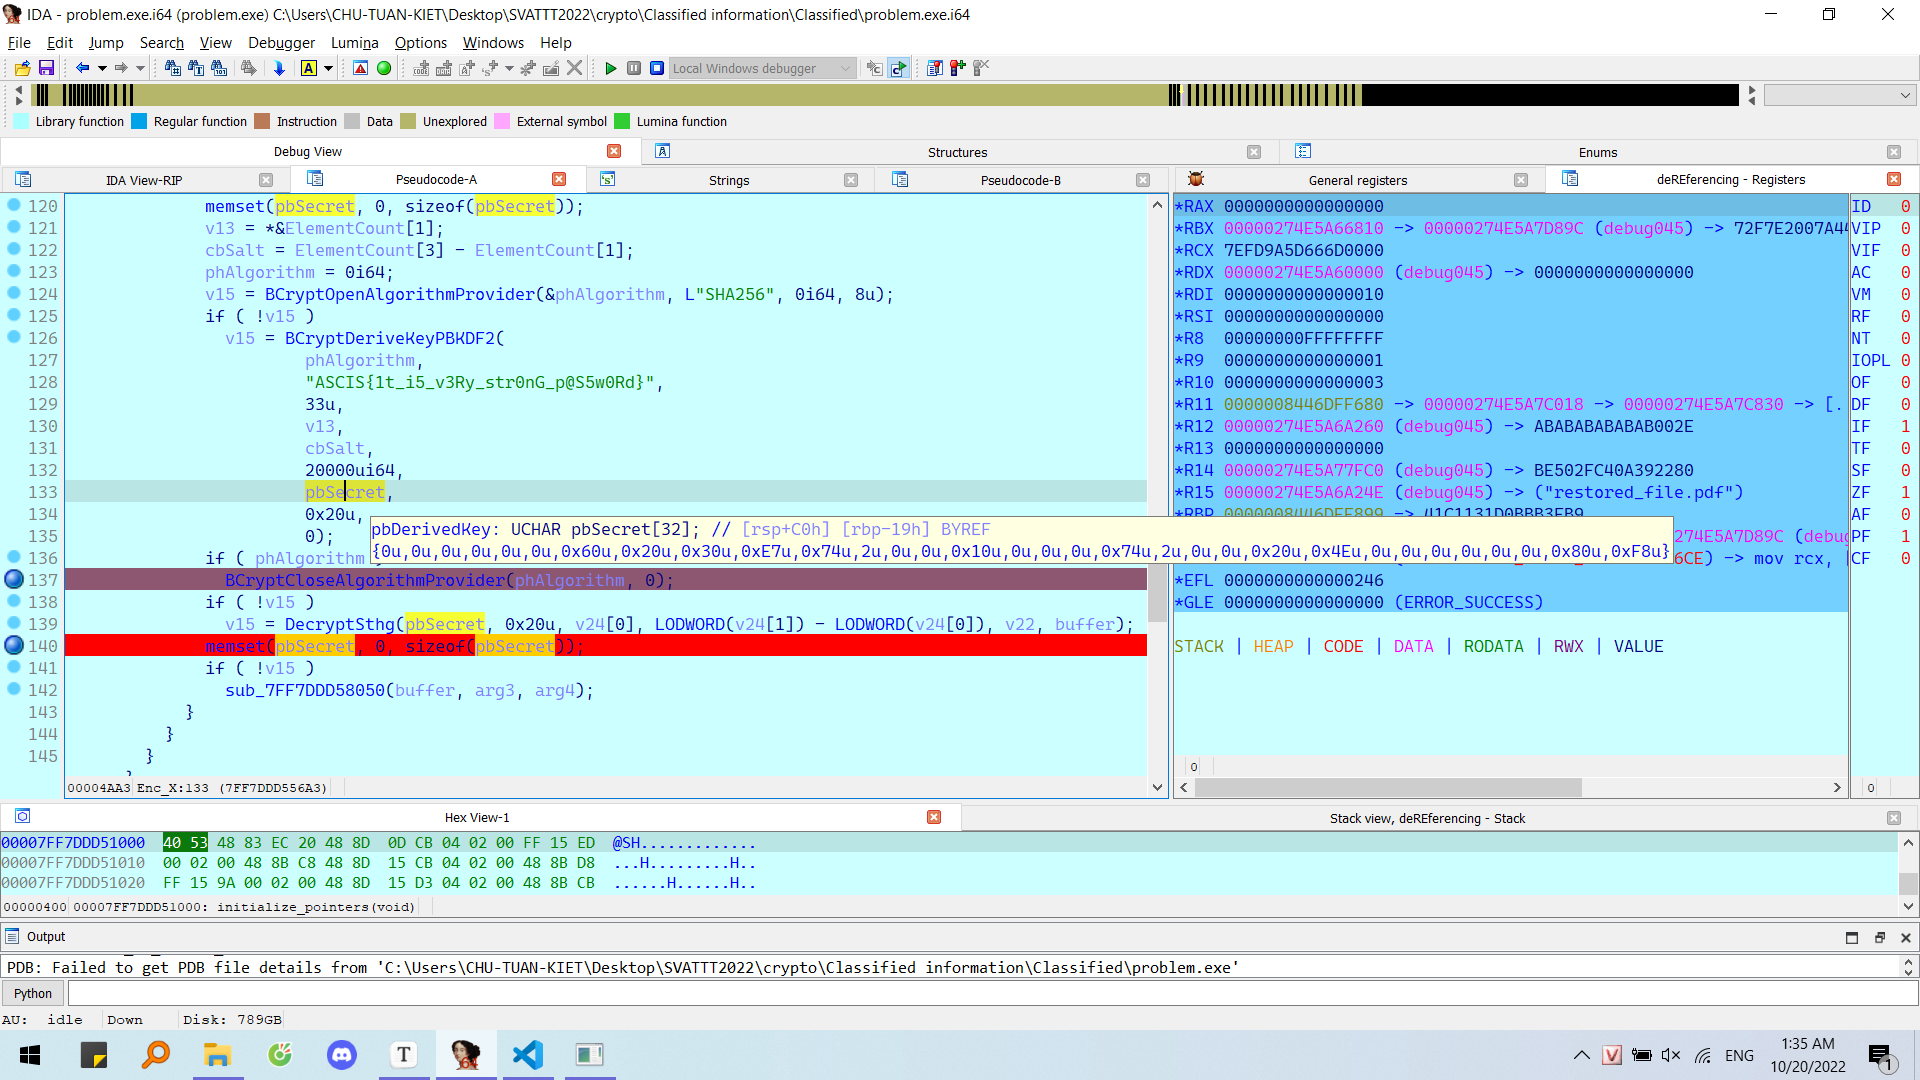 IDA - problem.exe.i64 (problem.exe) C:\Users\CHU-TUAN-KIET\Desktop\SVATTT2022\crypto\Classified information\Classified\problem.exe.i64
File Edit Jump Search View Debugger Lumina Options Windows Help
Local Windows debugger
Library function Regular function Instruction Data Unexplored External symbol Lumina function
Debug View Structures Enums
IDA View-RIP Pseudocode-A Strings Pseudocode-B General registers deREferencing - Registers
120 memset(pbSecret, 0, sizeof(pbSecret));
121 v13 = *&ElementCount[1];
122 cbSalt = ElementCount[3] - ElementCount[1];
123 phAlgorithm = 0i64;
124 v15 = BCryptOpenAlgorithmProvider(&phAlgorithm, L"SHA256", 0i64, 8u);
125 if ( !v15 )
126 v15 = BCryptDeriveKeyPBKDF2(
127 phAlgorithm,
128 "ASCIS{1t_i5_v3Ry_str0nG_p@S5w0Rd}",
129 33u,
130 v13,
131 cbSalt,
132 20000ui64,
133 pbSecret,
134 0x20u,
135 0);
136 if ( phAlgorithm
137 BCryptCloseAlgorithmProvider(phAlgorithm, 0);
138 if ( !v15 )
139 v15 = DecryptSthg(pbSecret, 0x20u, v24[0], LODWORD(v24[1]) - LODWORD(v24[0]), v22, buffer);
140 memset(pbSecret, 0, sizeof(pbSecret));
141 if ( !v15 )
142 sub_7FF7DDD58050(buffer, arg3, arg4);
143 }
144 }
145 }
pbDerivedKey: UCHAR pbSecret[32]; // [rsp+C0h] [rbp-19h] BYREF
{0u,0u,0u,0u,0u,0u,0x60u,0x20u,0x30u,0xE7u,0x74u,2u,0u,0u,0x10u,0u,0u,0u,0x74u,2u,0u,0u,0x20u,0x4Eu,0u,0u,0u,0u,0u,0u,0x80u,0xF8u}
00004AA3 Enc_X:133 (7FF7DDD556A3)
*RAX 0000000000000000
*RBX 00000274E5A66810 -> 00000274E5A7D89C (debug045) -> 72F7E2007A44
*RCX 7EFD9A5D666D0000
*RDX 00000274E5A60000 (debug045) -> 0000000000000000
*RDI 0000000000000010
*RSI 0000000000000000
*R8 00000000FFFFFFFF
*R9 0000000000000001
*R10 0000000000000003
*R11 0000008446DFF680 -> 00000274E5A7C018 -> 00000274E5A7C830 -> [.
*R12 00000274E5A6A260 (debug045) -> ABABABABABAB002E
*R13 0000000000000000
*R14 00000274E5A77FC0 (debug045) -> BE502FC40A392280
*R15 00000274E5A6A24E (debug045) -> ("restored_file.pdf")
*RBP 0000008446DFF899 -> 41C1131D0BBB3FB9
274E5A7D89C (debug
6CE) -> mov rcx,
*EFL 0000000000000246
*GLE 0000000000000000 (ERROR_SUCCESS)
STACK | HEAP | CODE | DATA | RODATA | RWX | VALUE
0
ID 0
VIP 0
VIF 0
AC 0
VM 0
RF 0
NT 0
IOPL 0
OF 0
DF 0
IF 1
TF 0
SF 0
ZF 1
AF 0
PF 1
CF 0
0
Hex View-1 Stack view, deREferencing - Stack
00007FF7DDD51000 40 53 48 83 EC 20 48 8D 0D CB 04 02 00 FF 15 ED @SH.............
00007FF7DDD51010 00 02 00 48 8B C8 48 8D 15 CB 04 02 00 48 8B D8 ...H.........H..
00007FF7DDD51020 FF 15 9A 00 02 00 48 8D 15 D3 04 02 00 48 8B CB ......H......H..
00000400 00007FF7DDD51000: initialize_pointers(void)
Output
PDB: Failed to get PDB file details from 'C:\Users\CHU-TUAN-KIET\Desktop\SVATTT2022\crypto\Classified information\Classified\problem.exe'
Python
AU: idle Down Disk: 789GB
ENG
1:35 AM
10/20/2022
1